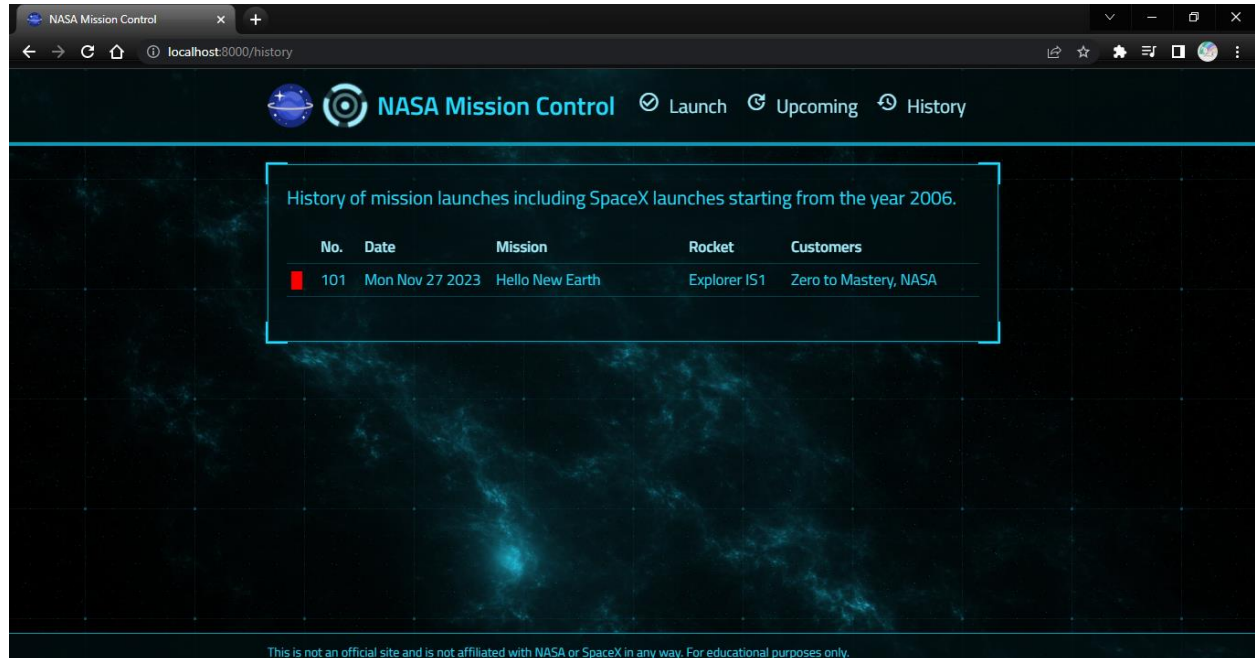 NASA Mission Control
localhost:8000/history
NASA Mission Control Launch Upcoming History
History of mission launches including SpaceX launches starting from the year 2006.
No. Date Mission Rocket Customers
101 Mon Nov 27 2023 Hello New Earth Explorer IS1 Zero to Mastery, NASA
This is not an official site and is not affiliated with NASA or SpaceX in any way. For educational purposes only.